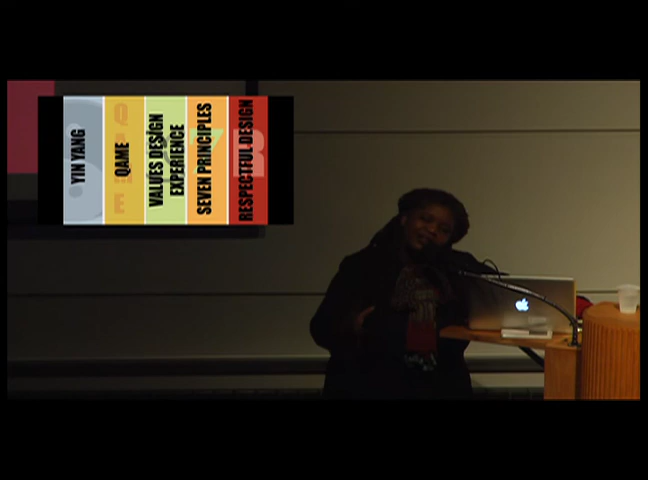 YIN YANG
QAME
VALUES DESIGN
EXPERIENCE
SEVEN PRINCIPLES
RESPECTFUL DESIGN